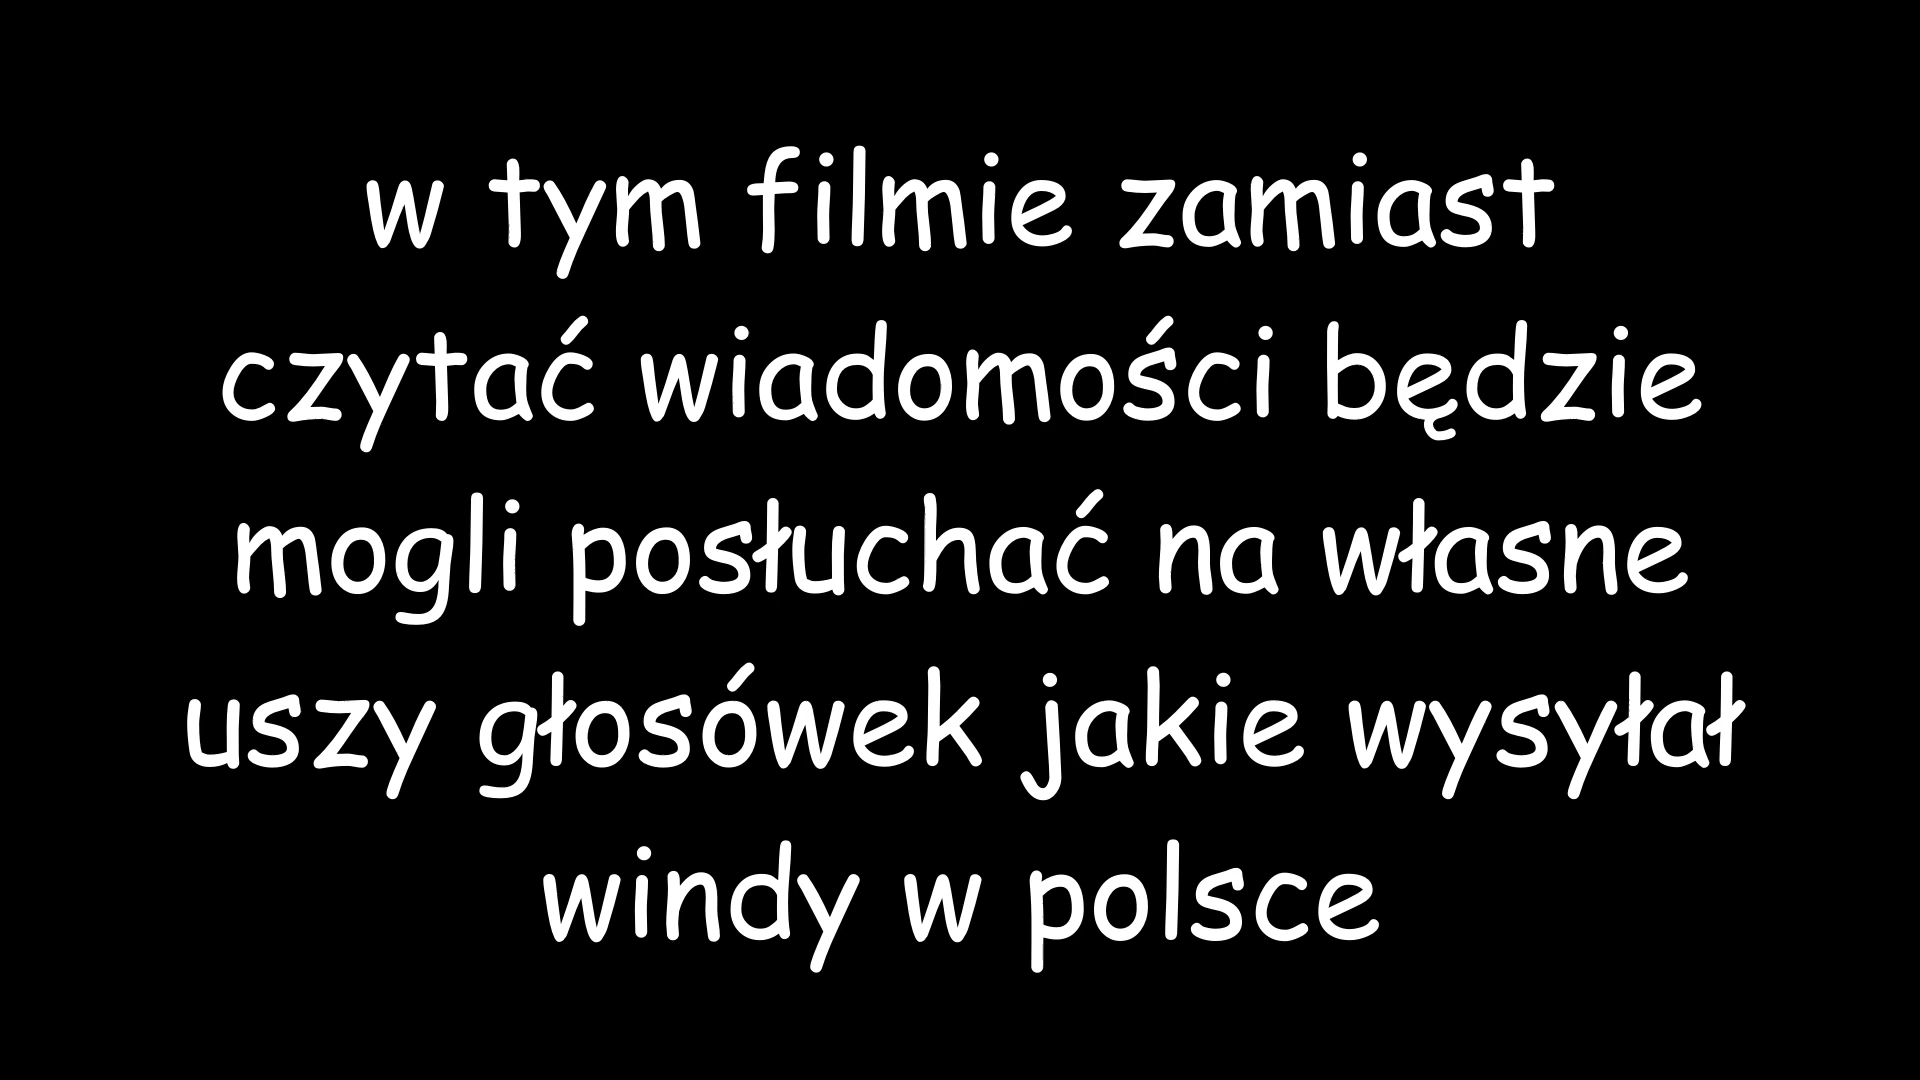 w tym filmie zamiast
czytać wiadomości będzie
mogli posłuchać na własne
uszy głosówek jakie wysyłał
windy w polsce